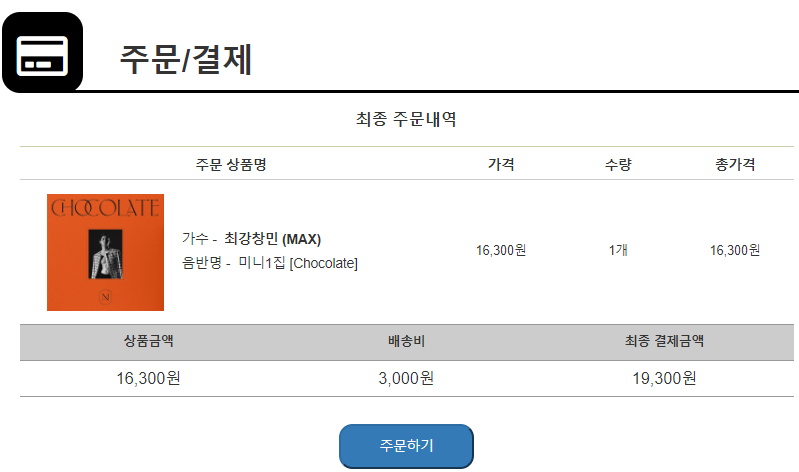 주문/결제
최종 주문내역
주문 상품명 가격 수량 총가격
CHOCOLATE
가수 - 최강창민 (MAX)
음반명 - 미니1집 [Chocolate]
16,300원 1개 16,300원
N
상품금액 배송비 최종 결제금액
16,300원 3,000원 19,300원
주문하기